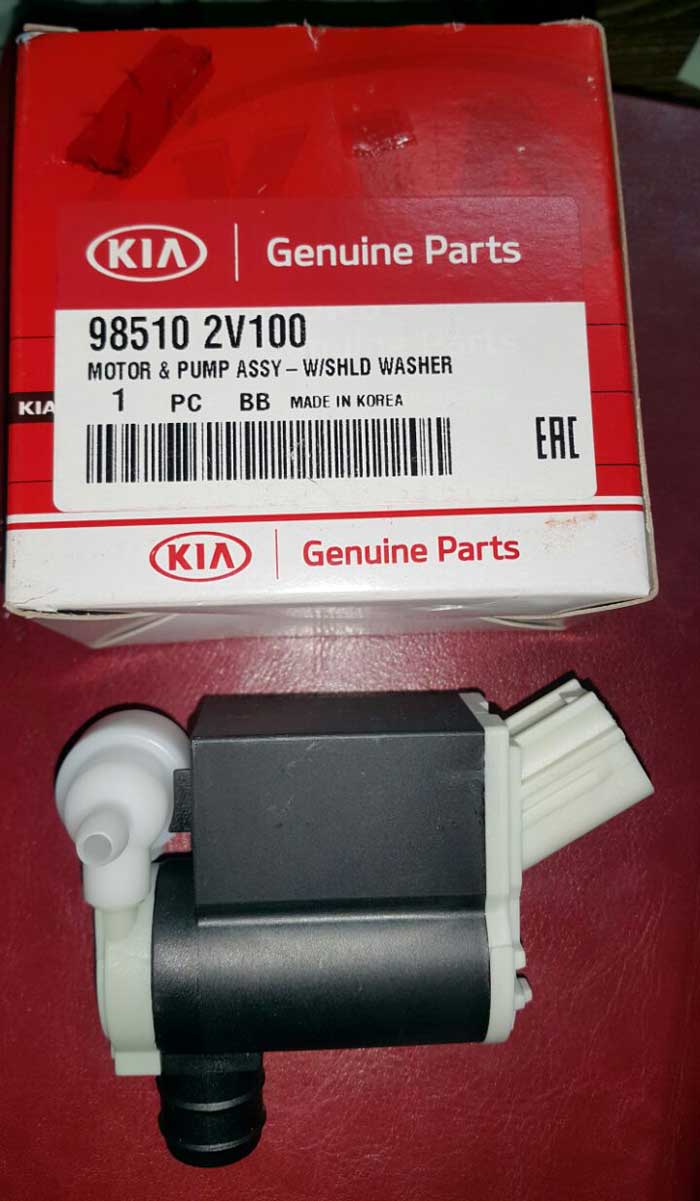 KIA | Genuine Parts
98510 2V100
MOTOR & PUMP ASSY – W/SHLD WASHER
1 PC BB MADE IN KOREA
KIA
EAC
KIA | Genuine Parts